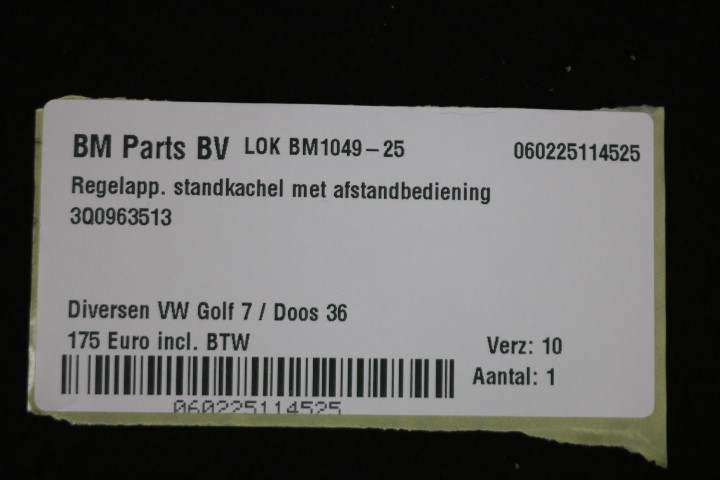 BM Parts BV LOK BM1049-25 060225114525
Regelapp. standkachel met afstandbediening
3Q0963513
Diversen VW Golf 7 / Doos 36
175 Euro incl. BTW Verz: 10
Aantal: 1
060225114525